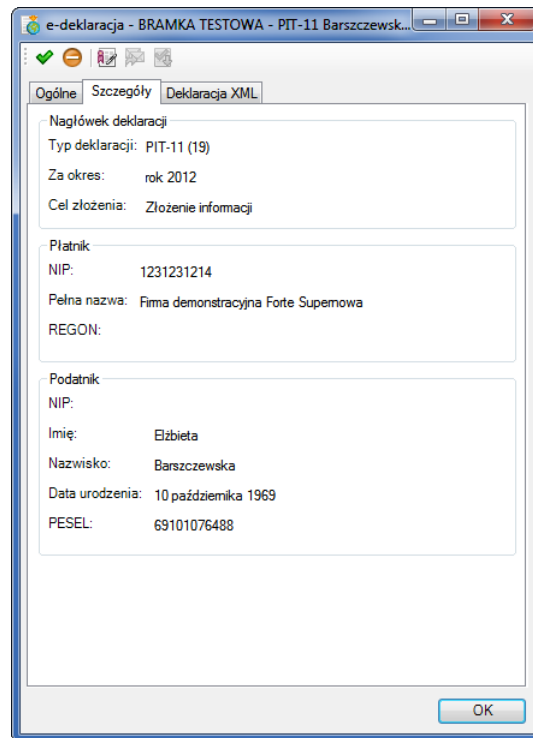 e-deklaracja - BRAMKA TESTOWA - PIT-11 Barszczewsk...
Ogólne Szczegóły Deklaracja XML
Nagłówek deklaracji
Typ deklaracji: PIT-11 (19)
Za okres: rok 2012
Cel złożenia: Złożenie informacji
Płatnik
NIP: 1231231214
Pełna nazwa: Firma demonstracyjna Forte Supernowa
REGON:
Podatnik
NIP:
Imię: Elżbieta
Nazwisko: Barszczewska
Data urodzenia: 10 października 1969
PESEL: 69101076488
OK